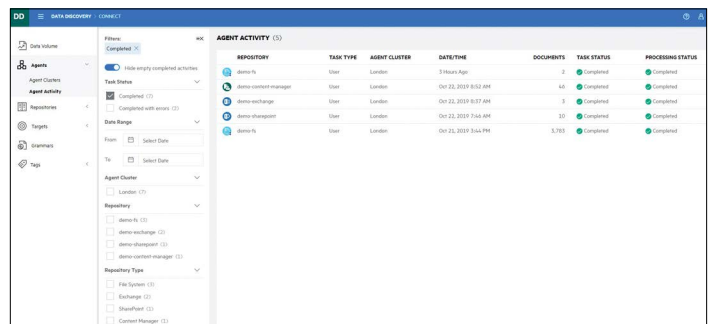 DD DATA DISCOVERY / CONNECT
Data Volume
Agents
Agent Clusters
Agent Activity
Repositories
Targets
Grammars
Tags
Filters:
Completed ×
Hide empty completed activities
Task Status
Completed (7)
Completed with errors (1)
Date Range
From Select Date
To Select Date
Agent Cluster
London (7)
Repository
demo-fs (3)
demo-exchange (2)
demo-sharepoint (2)
demo-content-manager (1)
Repository Type
File System (3)
Exchange (2)
SharePoint (2)
Content Manager (1)
AGENT ACTIVITY (5)
REPOSITORY TASK TYPE AGENT CLUSTER DATE/TIME DOCUMENTS TASK STATUS PROCESSING STATUS
demo-fs User London 3 Hours Ago 2 Completed Completed
demo-content-manager User London Oct 22, 2019 8:52 AM 46 Completed Completed
demo-exchange User London Oct 22, 2019 8:37 AM 3 Completed Completed
demo-sharepoint User London Oct 22, 2019 7:46 AM 10 Completed Completed
demo-fs User London Oct 21, 2019 3:44 PM 3,783 Completed Completed